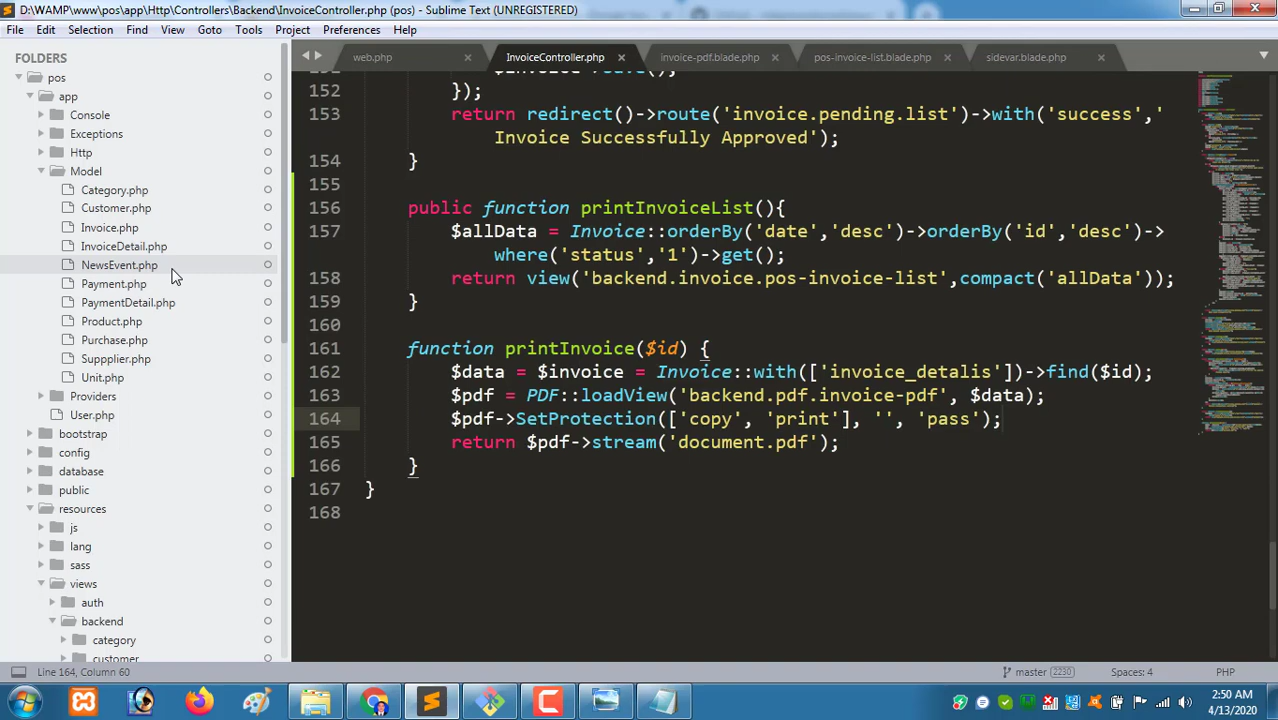 D:\WAMP\www\pos\app\Http\Controllers\Backend\InvoiceController.php (pos) - Sublime Text (UNREGISTERED)
File Edit Selection Find View Goto Tools Project Preferences Help
FOLDERS
pos
app
Console
Exceptions
Http
Model
Category.php
Customer.php
Invoice.php
InvoiceDetail.php
NewsEvent.php
Payment.php
PaymentDetail.php
Product.php
Purchase.php
Suppplier.php
Unit.php
Providers
User.php
bootstrap
config
database
public
resources
js
lang
sass
views
auth
backend
category
customer
web.php InvoiceController.php invoice-pdf.blade.php pos-invoice-list.blade.php sidevar.blade.php
151 $invoice->save();
152 });
153 return redirect()->route('invoice.pending.list')->with('success','
Invoice Successfully Approved');
154 }
155
156 public function printInvoiceList(){
157 $allData = Invoice::orderBy('date','desc')->orderBy('id','desc')->
where('status','1')->get();
158 return view('backend.invoice.pos-invoice-list',compact('allData'));
159 }
160
161 function printInvoice($id) {
162 $data = $invoice = Invoice::with(['invoice_detalis'])->find($id);
163 $pdf = PDF::loadView('backend.pdf.invoice-pdf', $data);
164 $pdf->SetProtection(['copy', 'print'], '', 'pass');
165 return $pdf->stream('document.pdf');
166 }
167 }
168
Line 164, Column 60 master 2230 Spaces: 4 PHP
2:50 AM
4/13/2020